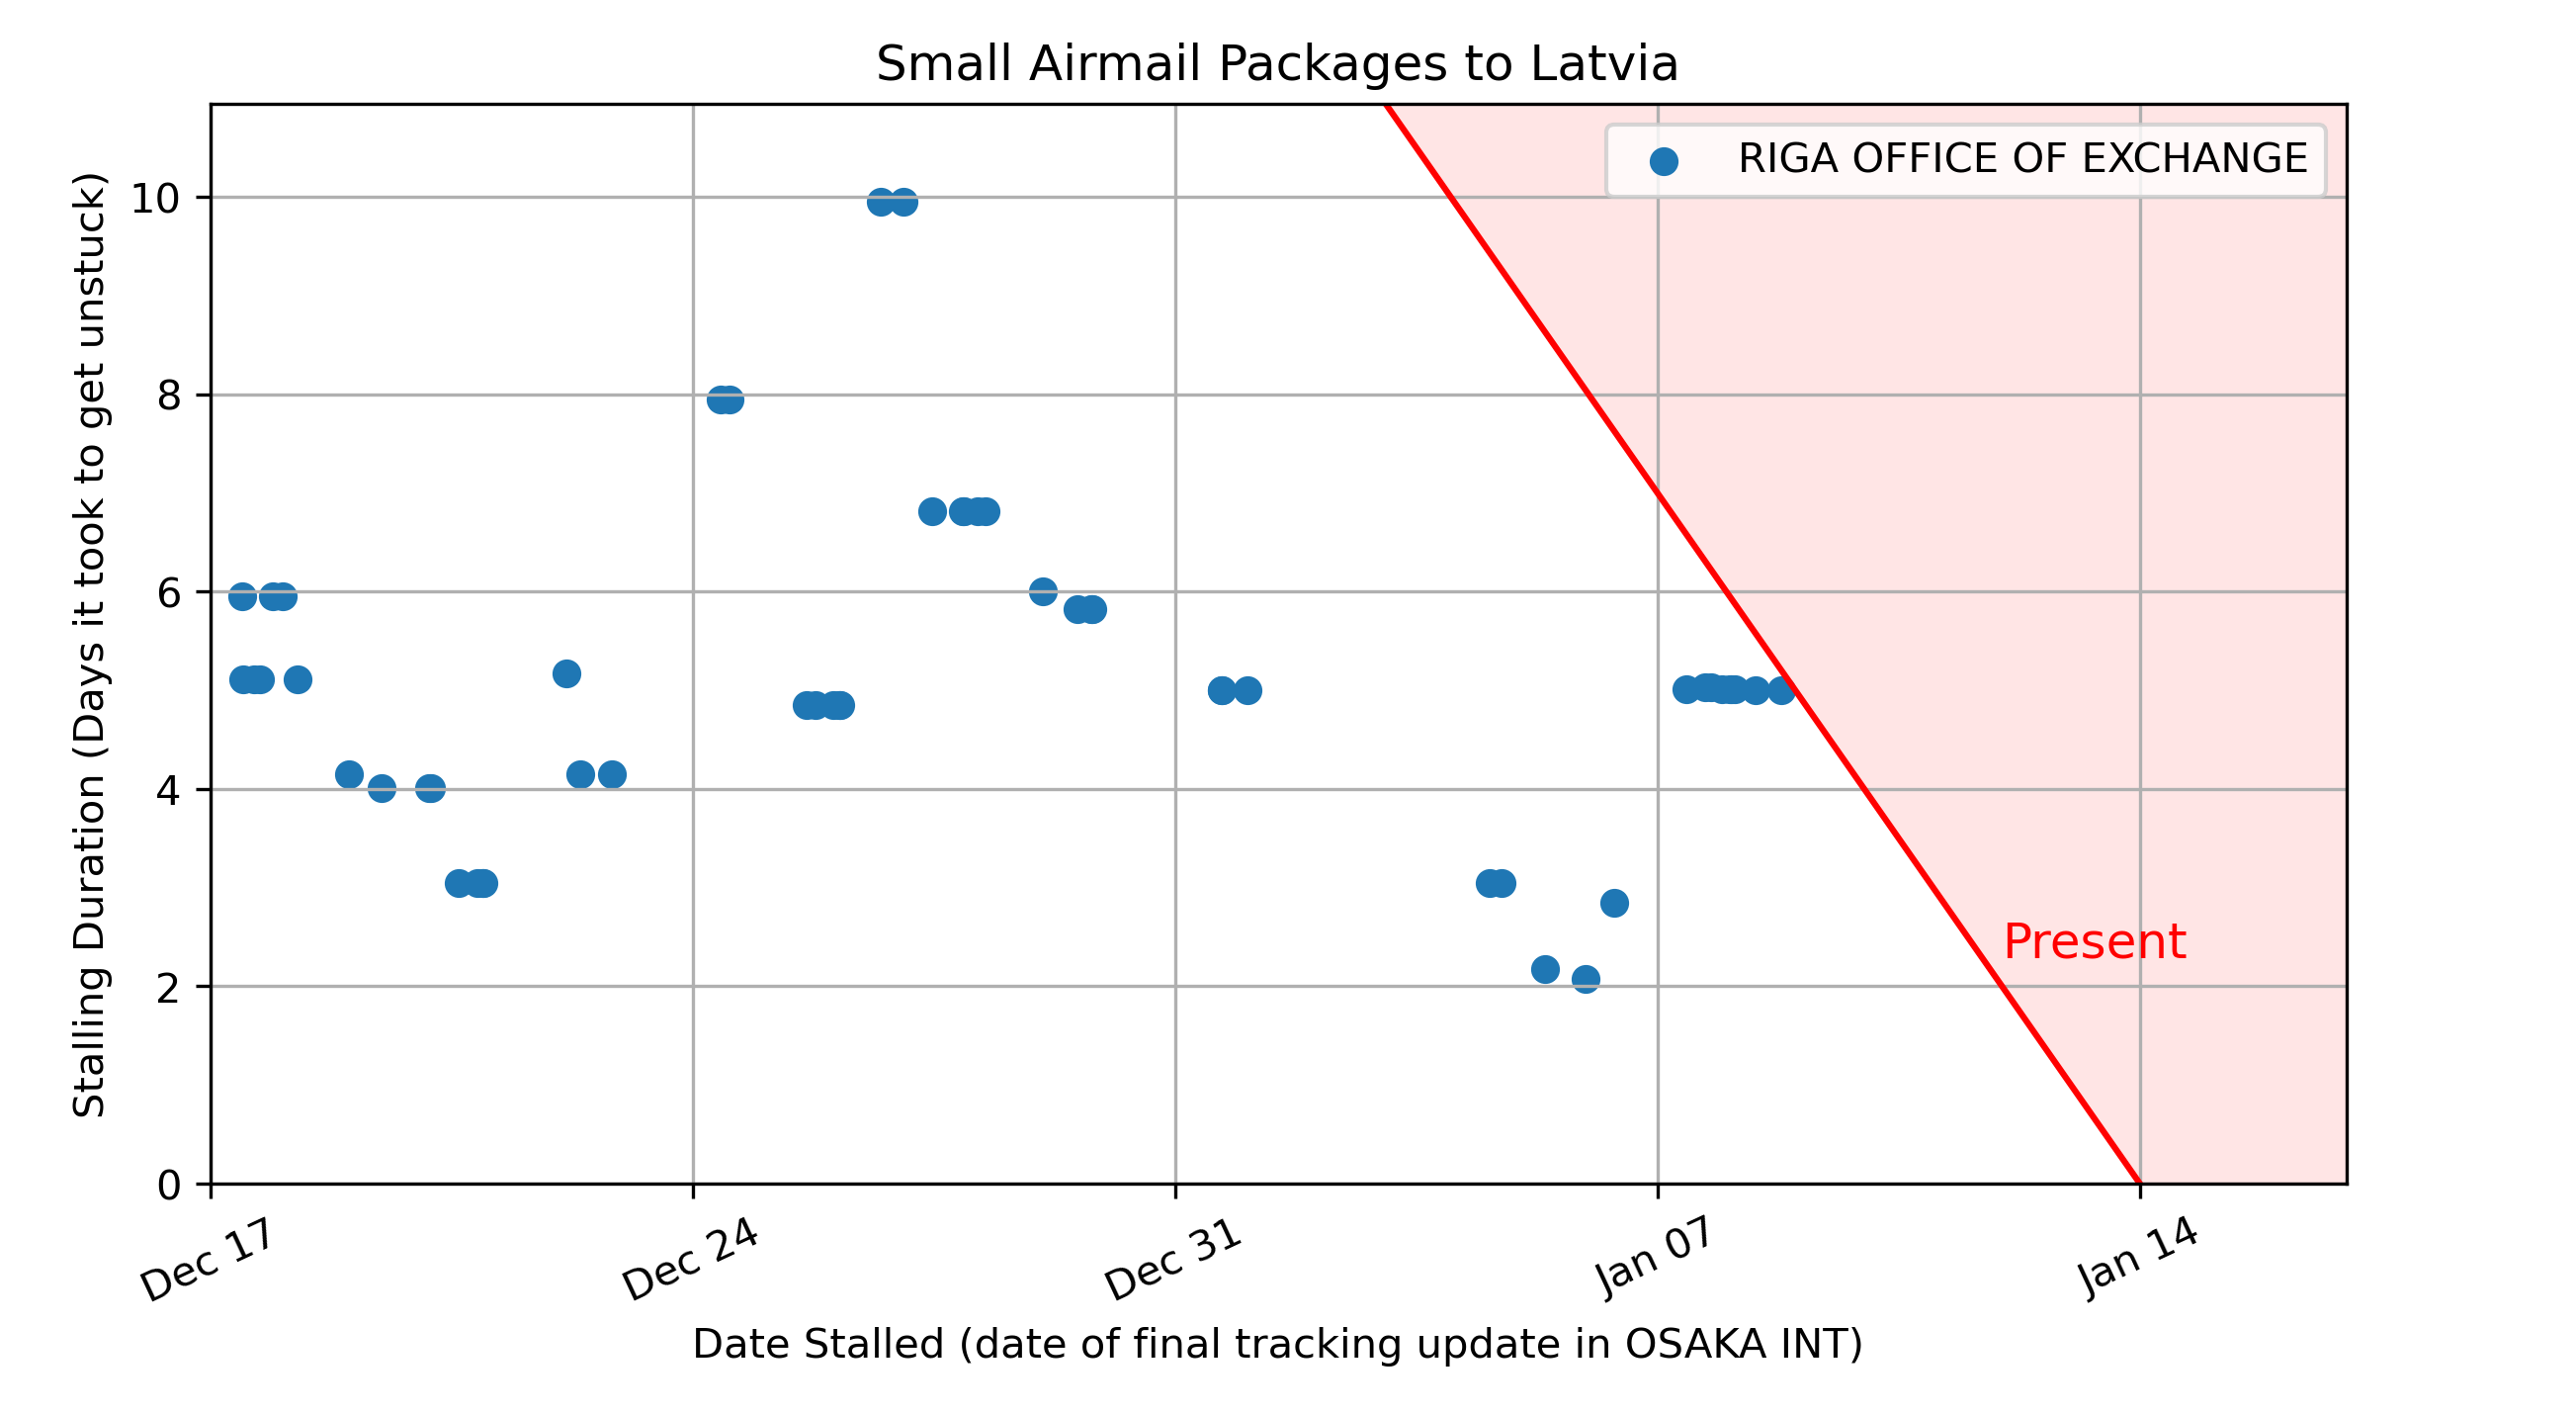 Small Airmail Packages to Latvia
RIGA OFFICE OF EXCHANGE
Stalling Duration (Days it took to get unstuck)
10
8
6
4
2
0
Present
Dec 17
Dec 24
Dec 31
Jan 07
Jan 14
Date Stalled (date of final tracking update in OSAKA INT)